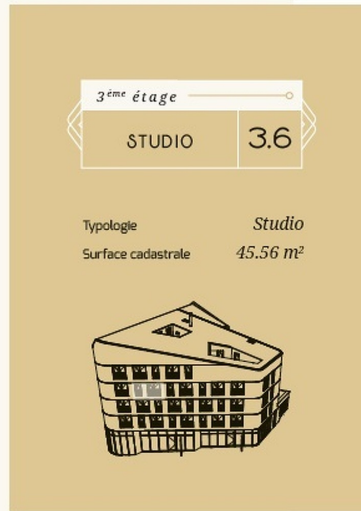 3ème étage
STUDIO 3.6
Typologie Studio
Surface cadastrale 45.56 m²